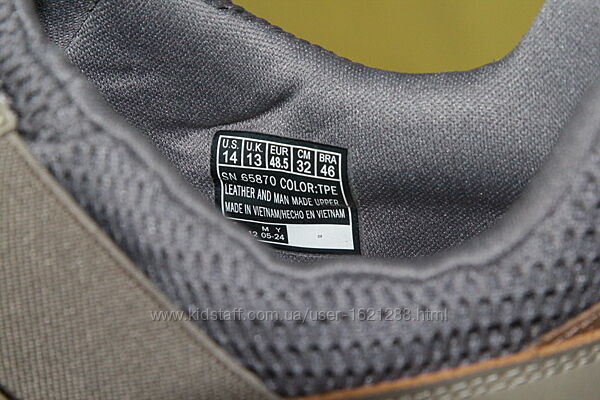 U.S. U.K. EUR CM BRA
14 13 48.5 32 46
SN 65870 COLOR:TPE
LEATHER AND MAN MADE UPPER
MADE IN VIETNAM/HECHO EN VIETNAM
M Y
12 05-24
www.kidstaff.com.ua/user-1621288.html